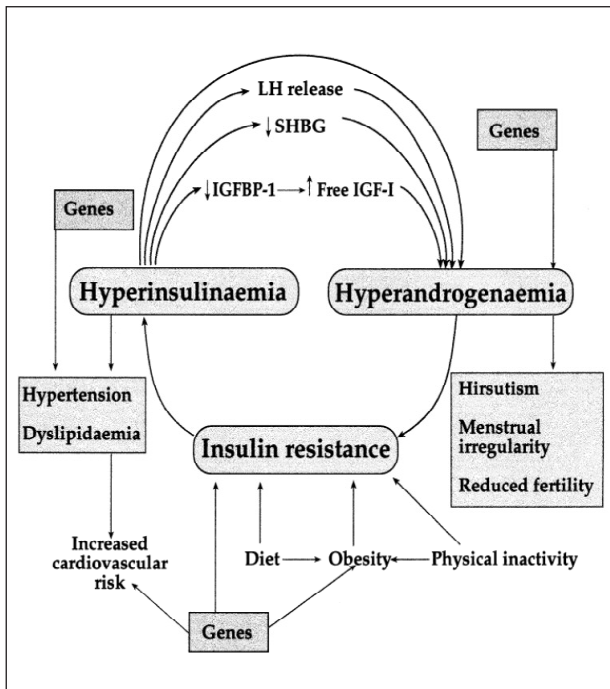 LH release
↓SHBG
Genes
↓IGFBP-1→↑ Free IGF-I
Genes
Hyperinsulinaemia
Hyperandrogenaemia
Hypertension
Dyslipidaemia
Hirsutism
Menstrual
irregularity
Reduced fertility
Insulin resistance
Increased
cardiovascular
risk
Diet
Obesity
Physical inactivity
Genes